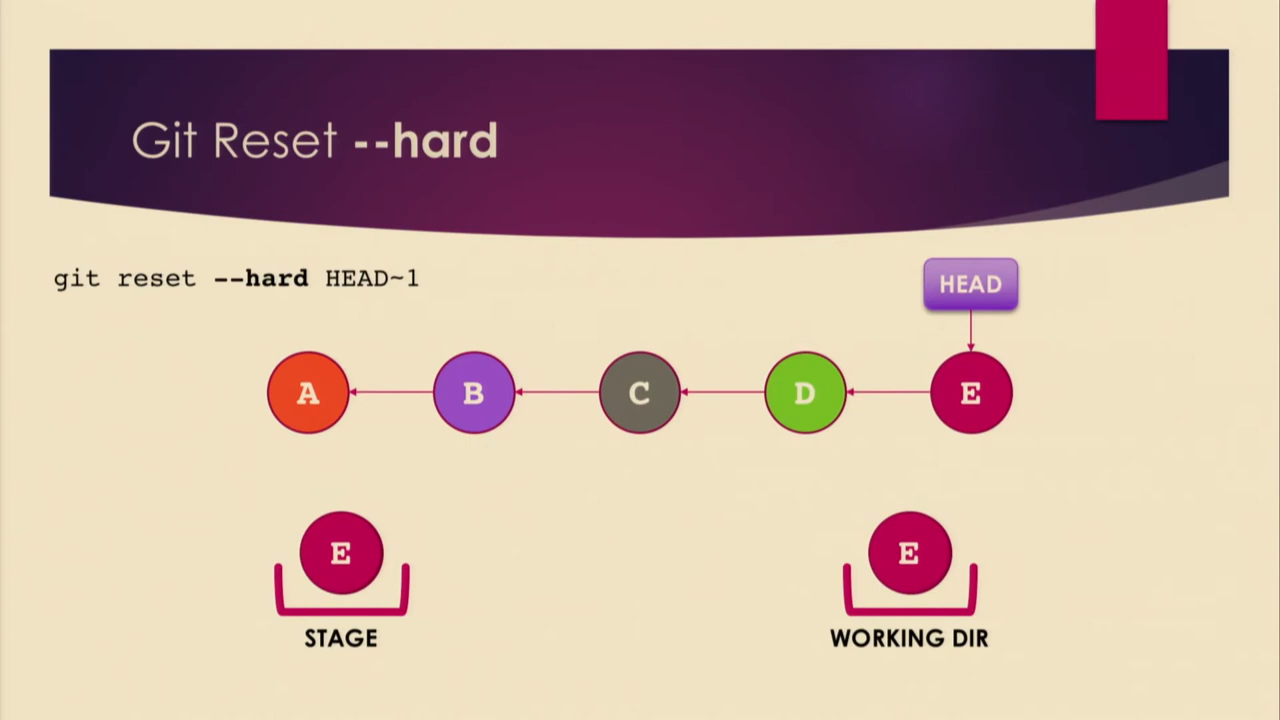 Git Reset --hard
git reset --hard HEAD~1
HEAD
A B C D E
E E
STAGE WORKING DIR